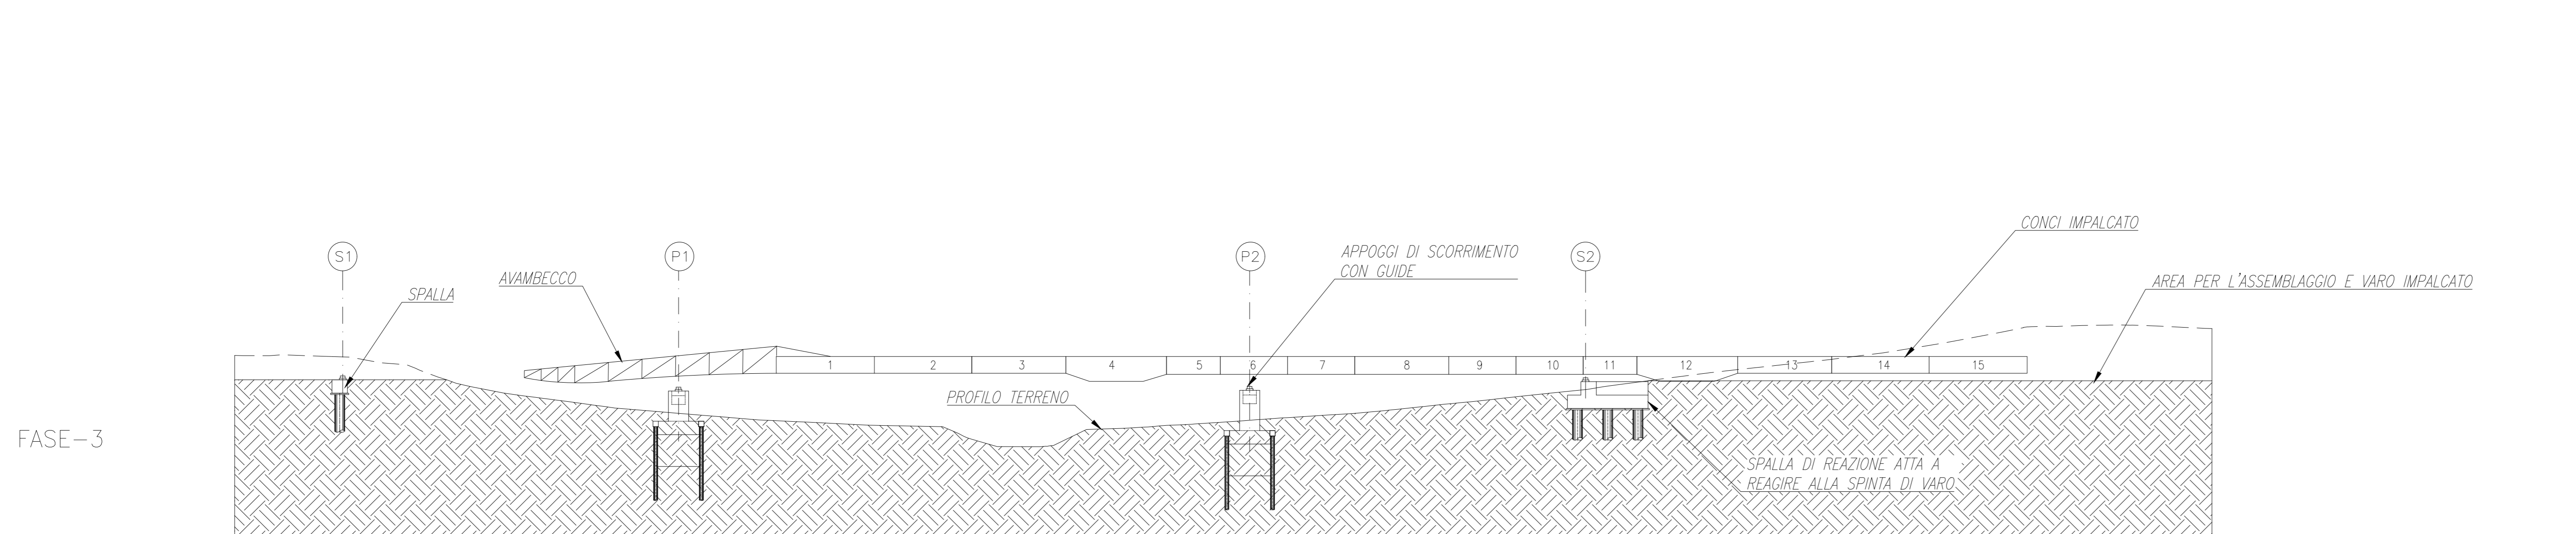 CONCI IMPALCATO
S1
P1
P2
S2
APPOGGI DI SCORRIMENTO
CON GUIDE
AVAMBECCO
AREA PER L'ASSEMBLAGGIO E VARO IMPALCATO
SPALLA
1 2 3 4 5 6 7 8 9 10 11 12 13 14 15
PROFILO TERRENO
FASE-3
SPALLA DI REAZIONE ATTA A
REAGIRE ALLA SPINTA DI VARO